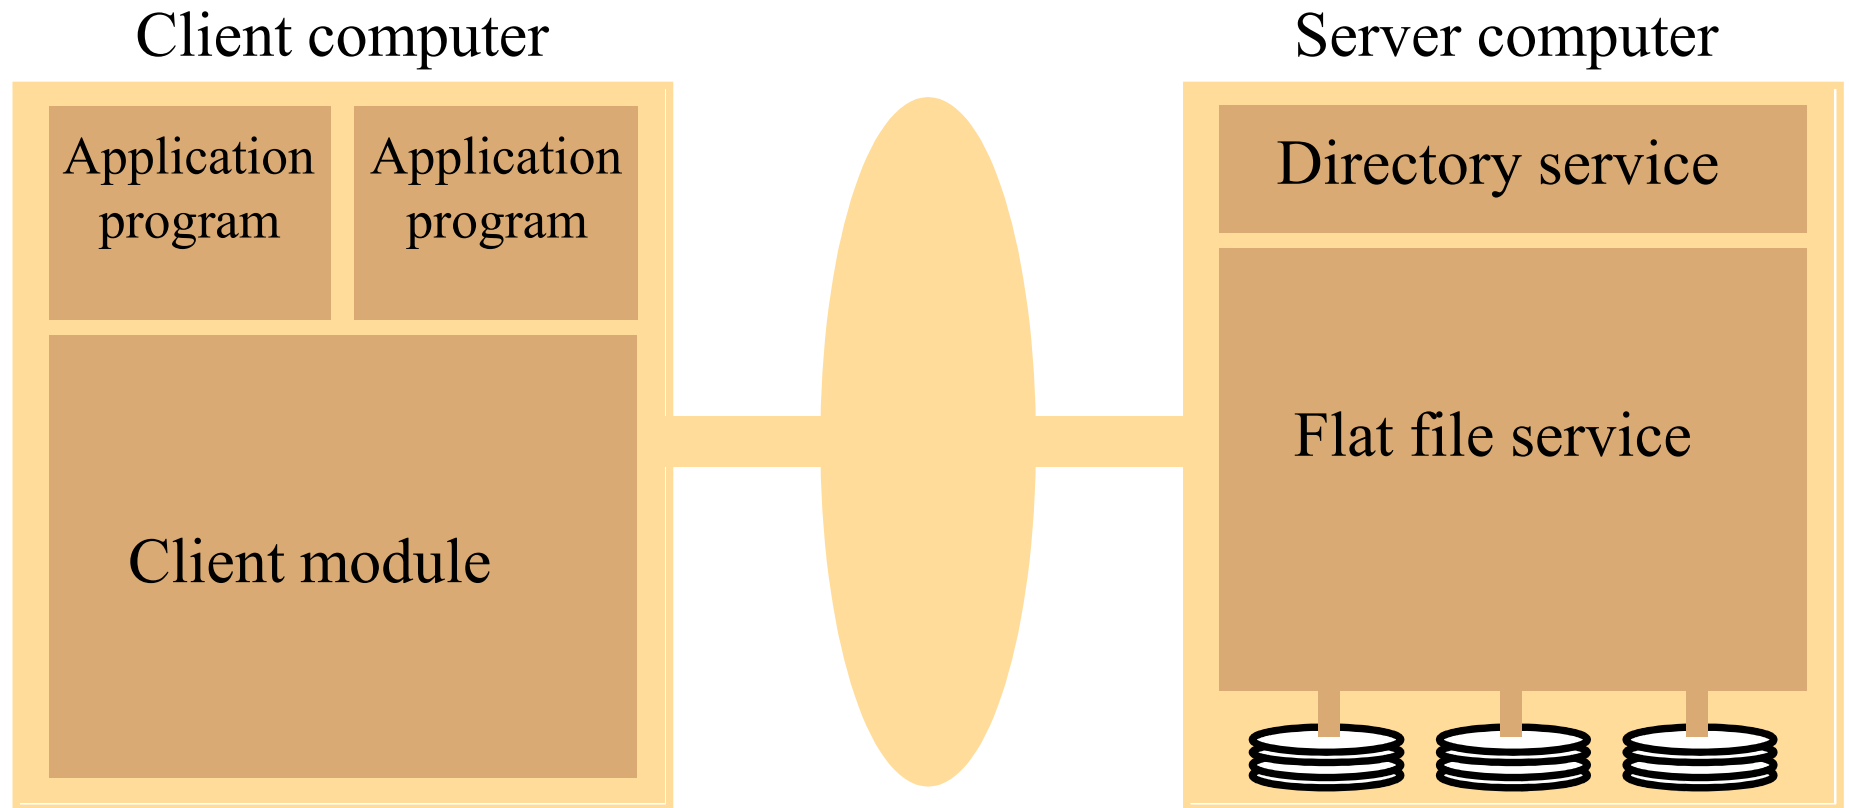 Client computer
Server computer
Application
program
Application
program
Directory service
Flat file service
Client module